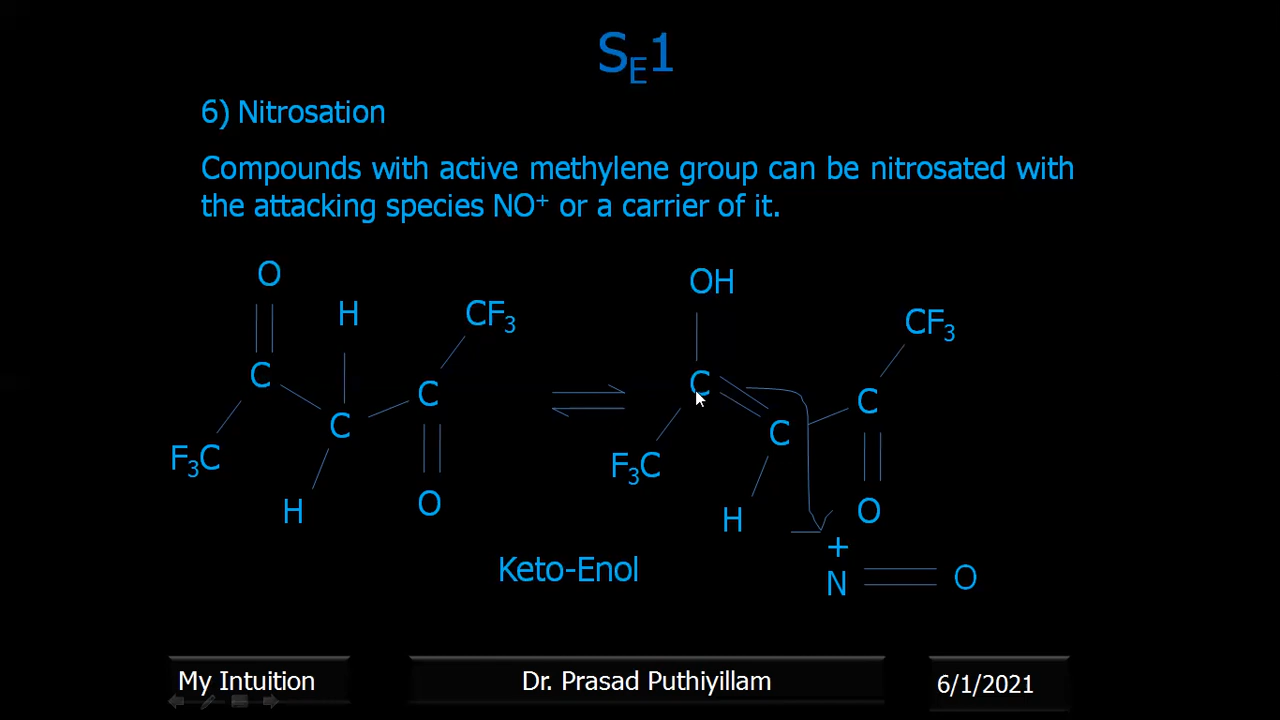 S_E1
6) Nitrosation
Compounds with active methylene group can be nitrosated with
the attacking species NO⁺ or a carrier of it.
O
H
CF₃
C
C
C
F₃C
H
O
OH
CF₃
C
C
C
F₃C
H
O
+
N
O
Keto-Enol
My Intuition
Dr. Prasad Puthiyillam
6/1/2021